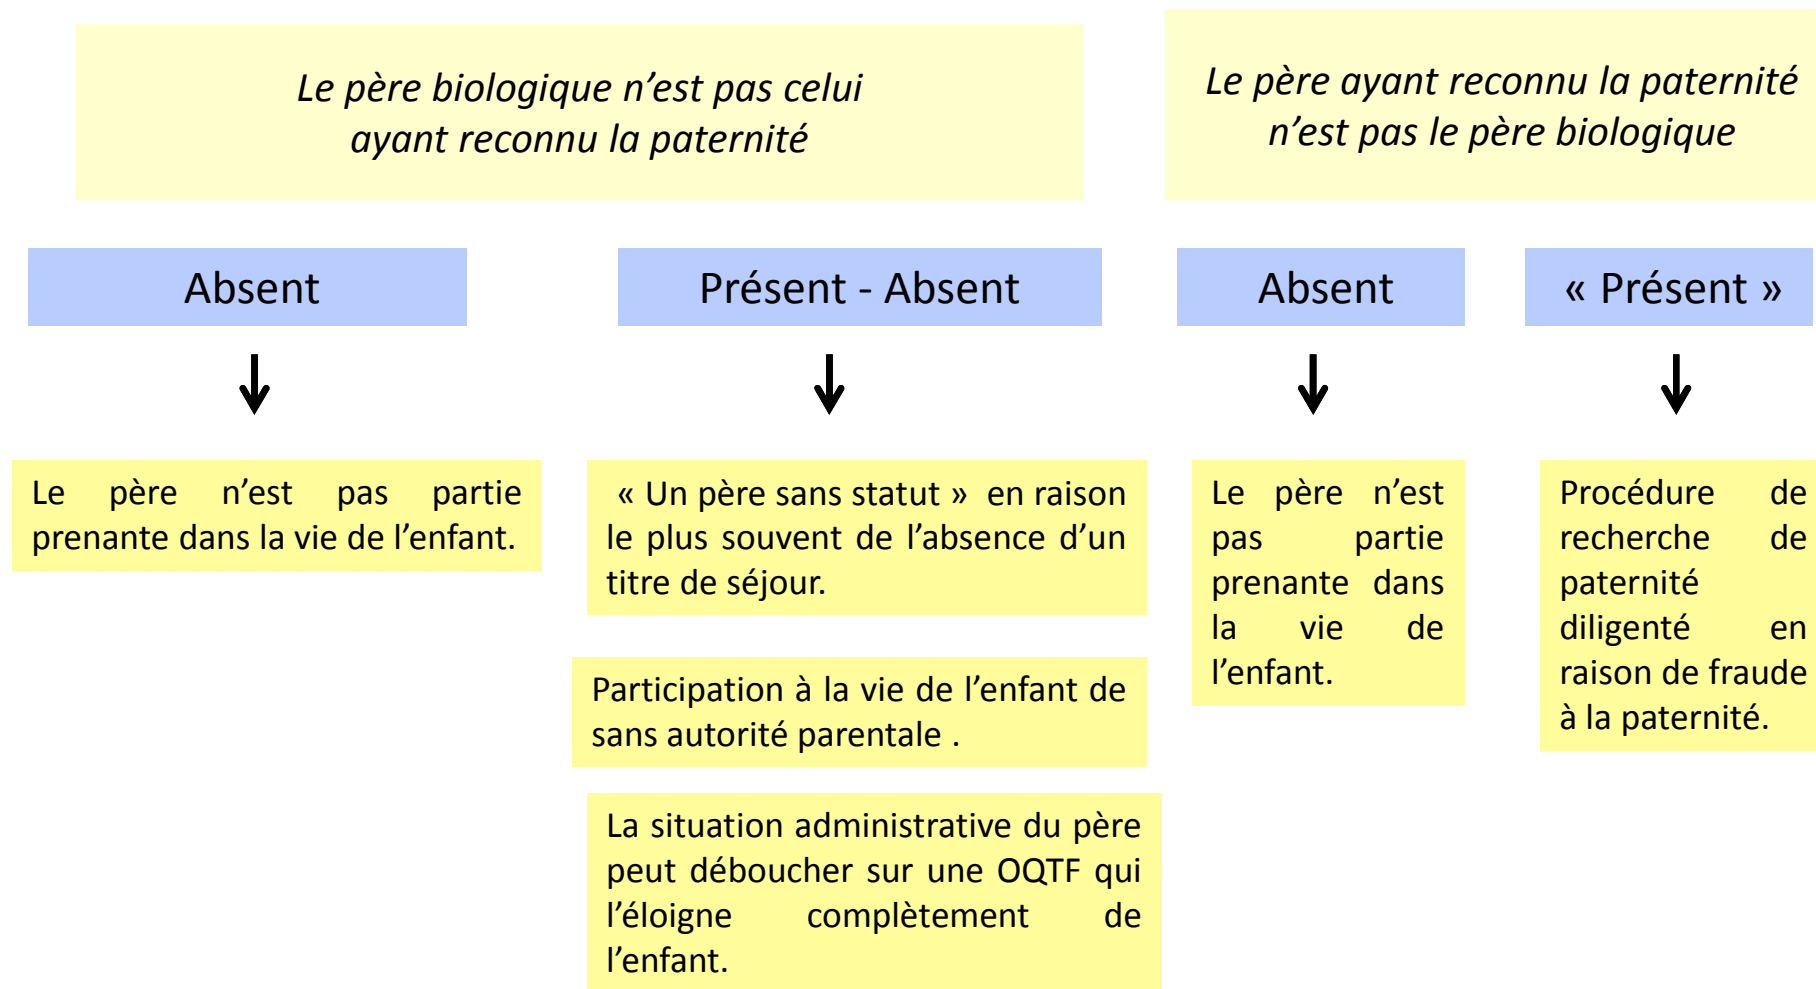 Le père biologique n’est pas celui
ayant reconnu la paternité
Le père ayant reconnu la paternité
n’est pas le père biologique
Absent
Présent - Absent
Absent
« Présent »
Le père n’est pas partie
prenante dans la vie de l’enfant.
« Un père sans statut » en raison
le plus souvent de l’absence d’un
titre de séjour.
Participation à la vie de l’enfant de
sans autorité parentale .
La situation administrative du père
peut déboucher sur une OQTF qui
l’éloigne complètement de
l’enfant.
Le père n’est
pas partie
prenante dans
la vie de
l’enfant.
Procédure de
recherche de
paternité
diligenté en
raison de fraude
à la paternité.